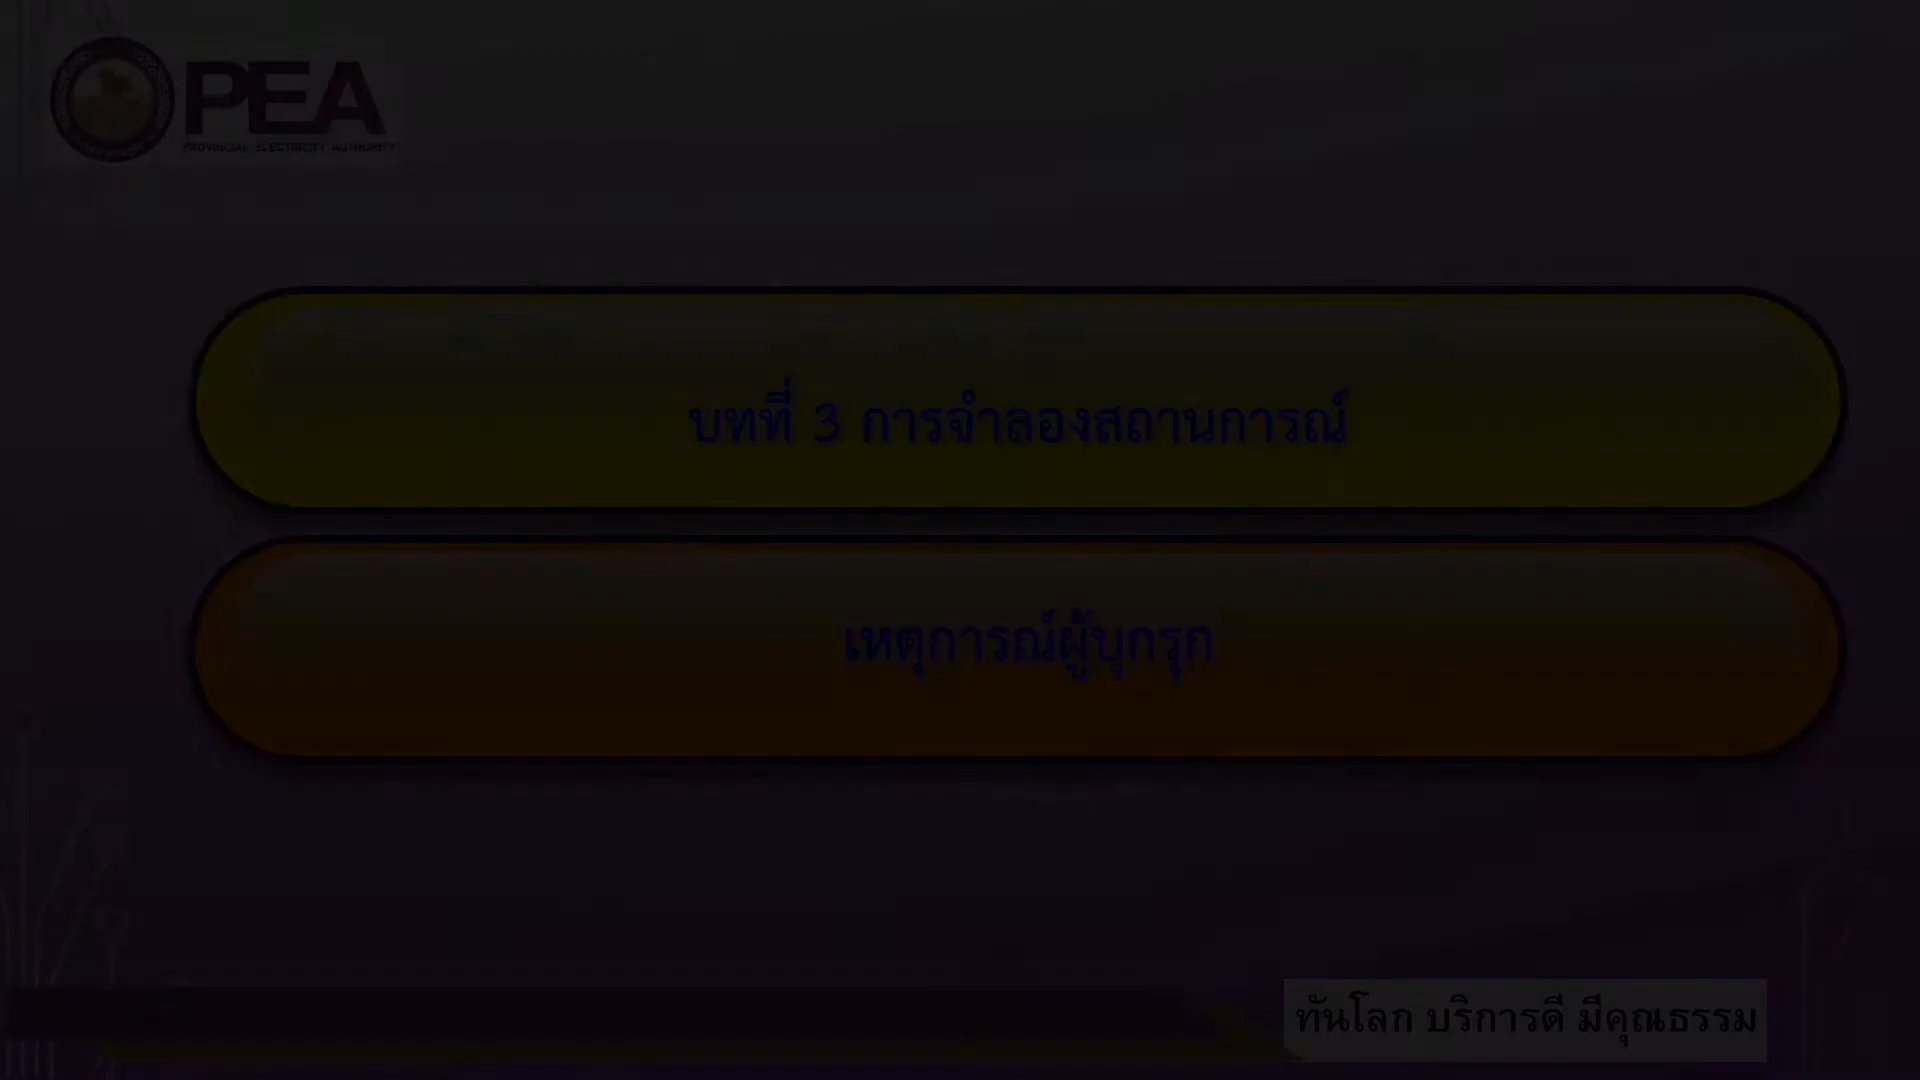 PEA
PROVINCIAL ELECTRICITY AUTHORITY
บทที่ 3 การจำลองสถานการณ์
เหตุการณ์ผู้บุกรุก
ทันโลก บริการดี มีคุณธรรม